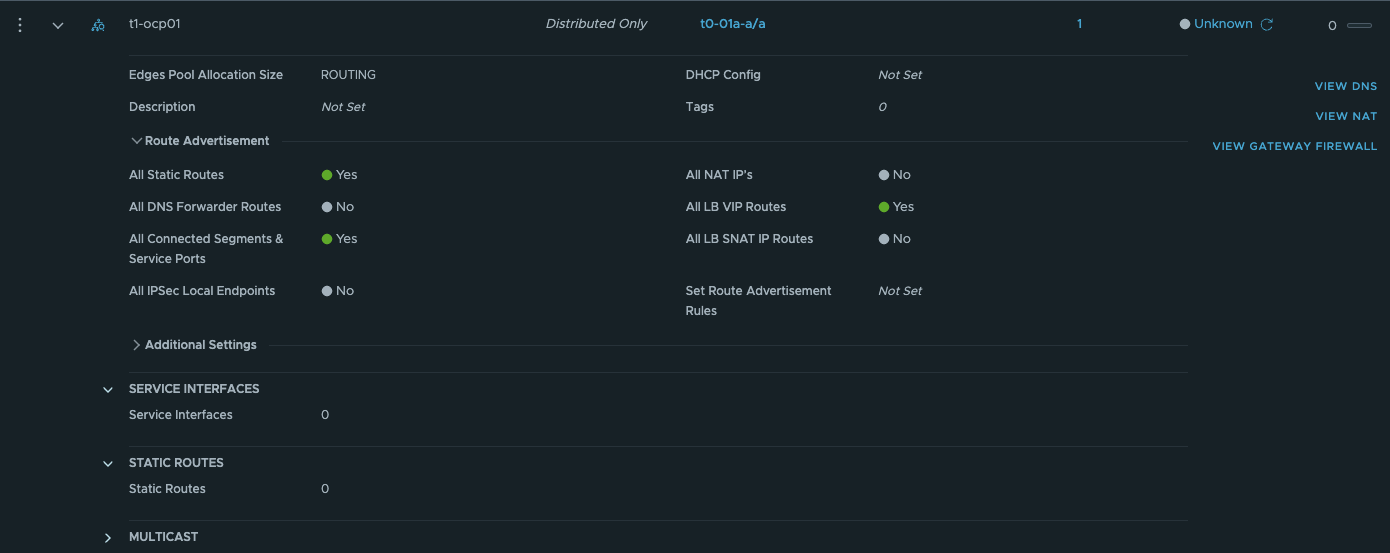 t1-ocp01 Distributed Only t0-01a-a/a 1 Unknown 0
Edges Pool Allocation Size ROUTING DHCP Config Not Set
VIEW DNS
Description Not Set Tags 0
VIEW NAT
Route Advertisement
VIEW GATEWAY FIREWALL
All Static Routes Yes All NAT IP's No
All DNS Forwarder Routes No All LB VIP Routes Yes
All Connected Segments & Yes All LB SNAT IP Routes No
Service Ports
All IPSec Local Endpoints No Set Route Advertisement Not Set
Rules
Additional Settings
SERVICE INTERFACES
Service Interfaces 0
STATIC ROUTES
Static Routes 0
MULTICAST